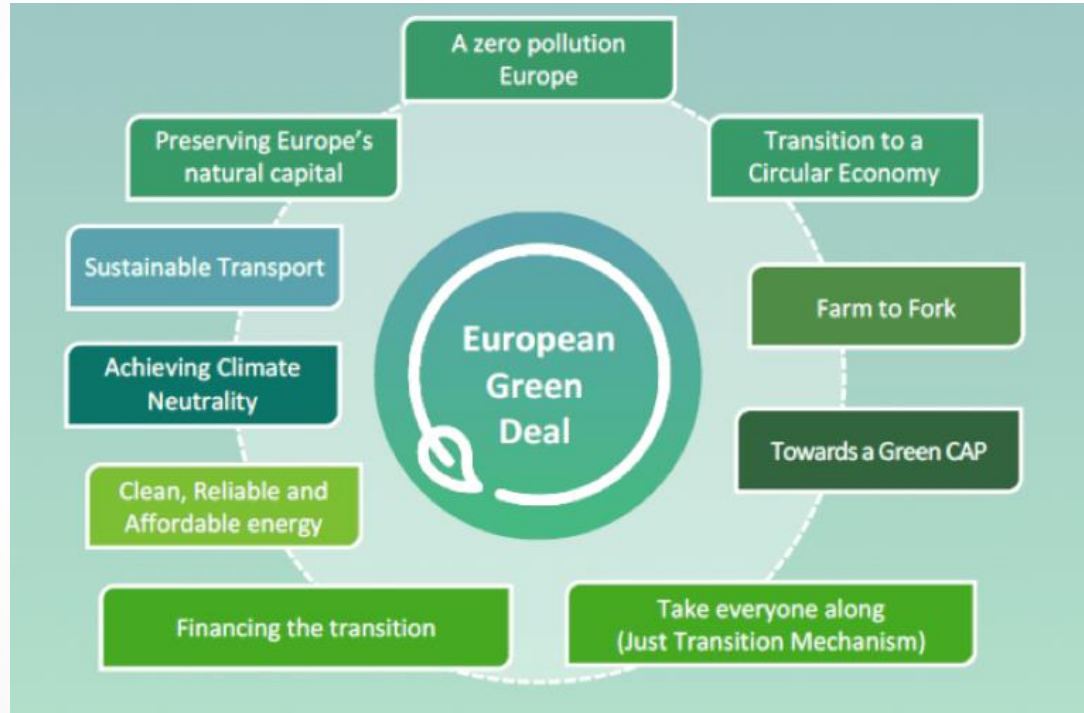 A zero pollution
Europe
Preserving Europe's
natural capital
Transition to a
Circular Economy
Sustainable Transport
Farm to Fork
European
Green
Deal
Achieving Climate
Neutrality
Towards a Green CAP
Clean, Reliable and
Affordable energy
Financing the transition
Take everyone along
(Just Transition Mechanism)